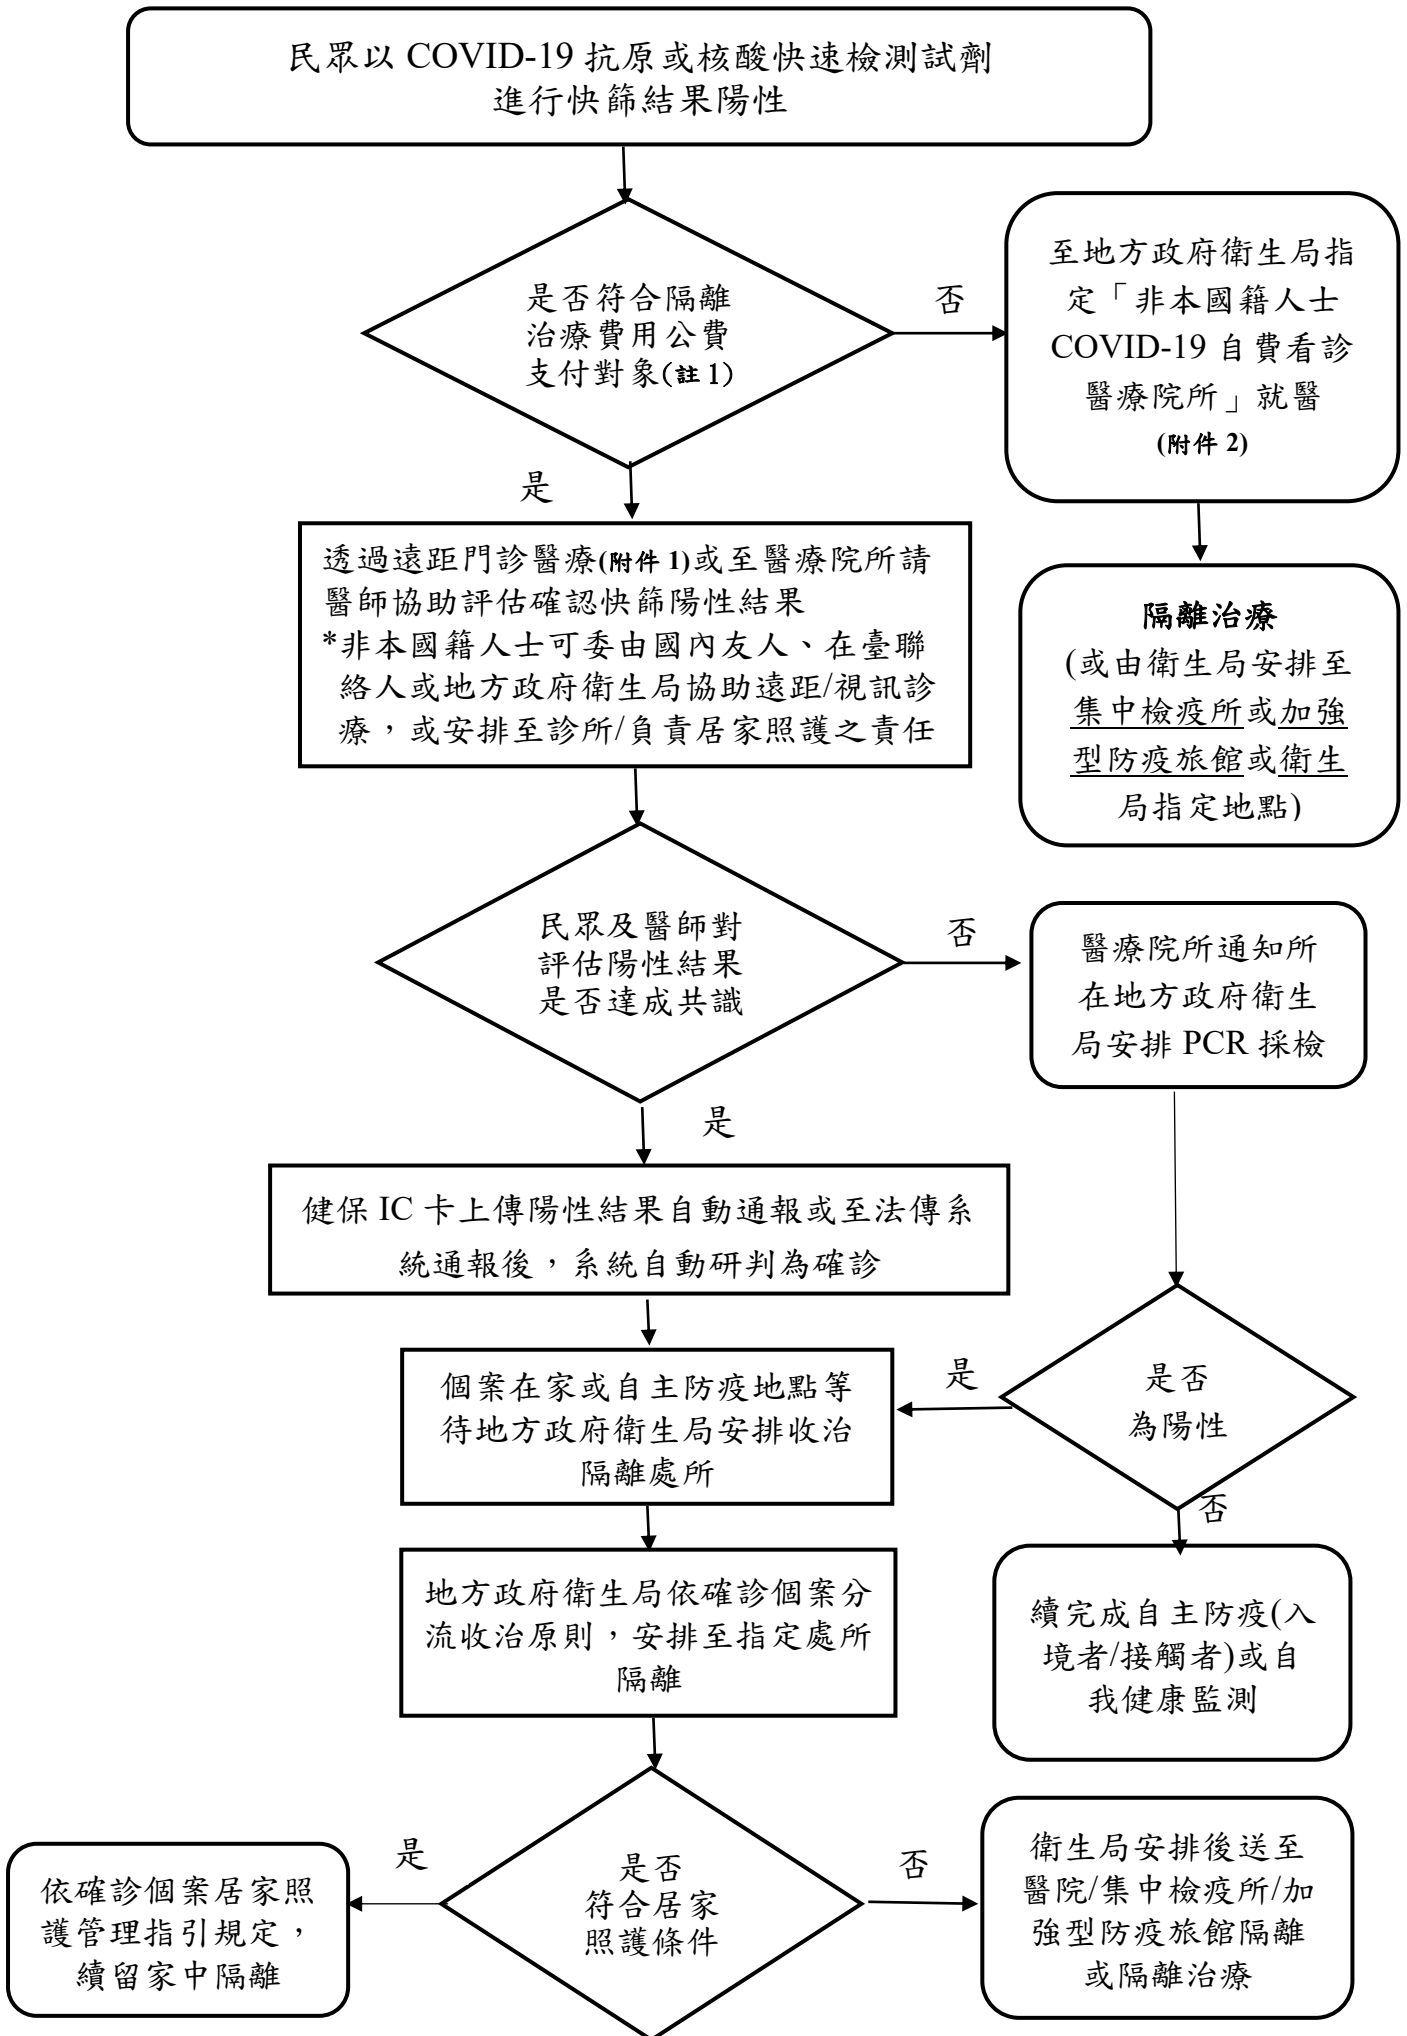 民眾以 COVID-19 抗原或核酸快速檢測試劑
進行快篩結果陽性
是否符合隔離
治療費用公費
支付對象(註 1)
否
至地方政府衛生局指
定「非本國籍人士
COVID-19 自費看診
醫療院所」就醫
(附件 2)
是
透過遠距門診醫療(附件 1)或至醫療院所請
醫師協助評估確認快篩陽性結果
*非本國籍人士可委由國內友人、在臺聯
絡人或地方政府衛生局協助遠距/視訊診
療，或安排至診所/負責居家照護之責任
隔離治療
(或由衛生局安排至
集中檢疫所或加強
型防疫旅館或衛生
局指定地點)
民眾及醫師對
評估陽性結果
是否達成共識
否
醫療院所通知所
在地方政府衛生
局安排 PCR 採檢
是
健保 IC 卡上傳陽性結果自動通報或至法傳系
統通報後，系統自動研判為確診
個案在家或自主防疫地點等
待地方政府衛生局安排收治
隔離處所
是
是否
為陽性
否
地方政府衛生局依確診個案分
流收治原則，安排至指定處所
隔離
續完成自主防疫(入
境者/接觸者)或自
我健康監測
是
是否
符合居家
照護條件
否
依確診個案居家照
護管理指引規定，
續留家中隔離
衛生局安排後送至
醫院/集中檢疫所/加
強型防疫旅館隔離
或隔離治療